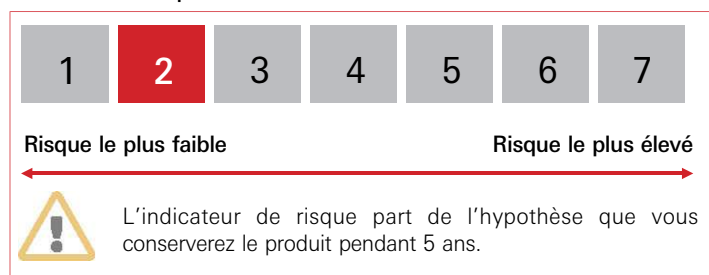 1 2 3 4 5 6 7
Risque le plus faible Risque le plus élevé
L'indicateur de risque part de l'hypothèse que vous
conserverez le produit pendant 5 ans.